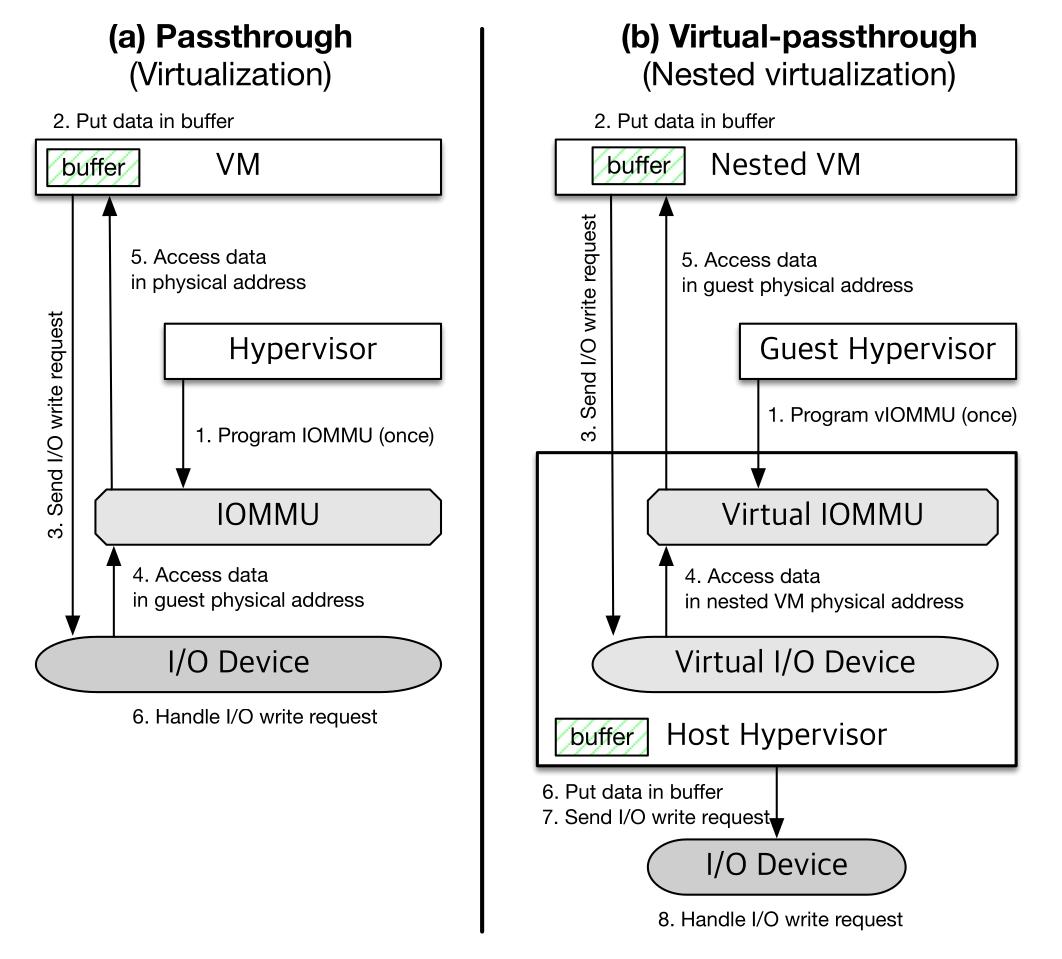 (a) Passthrough
(Virtualization)
2. Put data in buffer
buffer
VM
5. Access data
in physical address
Hypervisor
3. Send I/O write request
1. Program IOMMU (once)
IOMMU
4. Access data
in guest physical address
I/O Device
6. Handle I/O write request
(b) Virtual-passthrough
(Nested virtualization)
2. Put data in buffer
buffer
Nested VM
3. Send I/O write request
5. Access data
in guest physical address
Guest Hypervisor
1. Program vIOMMU (once)
Virtual IOMMU
4. Access data
in nested VM physical address
Virtual I/O Device
buffer
Host Hypervisor
6. Put data in buffer
7. Send I/O write request
I/O Device
8. Handle I/O write request